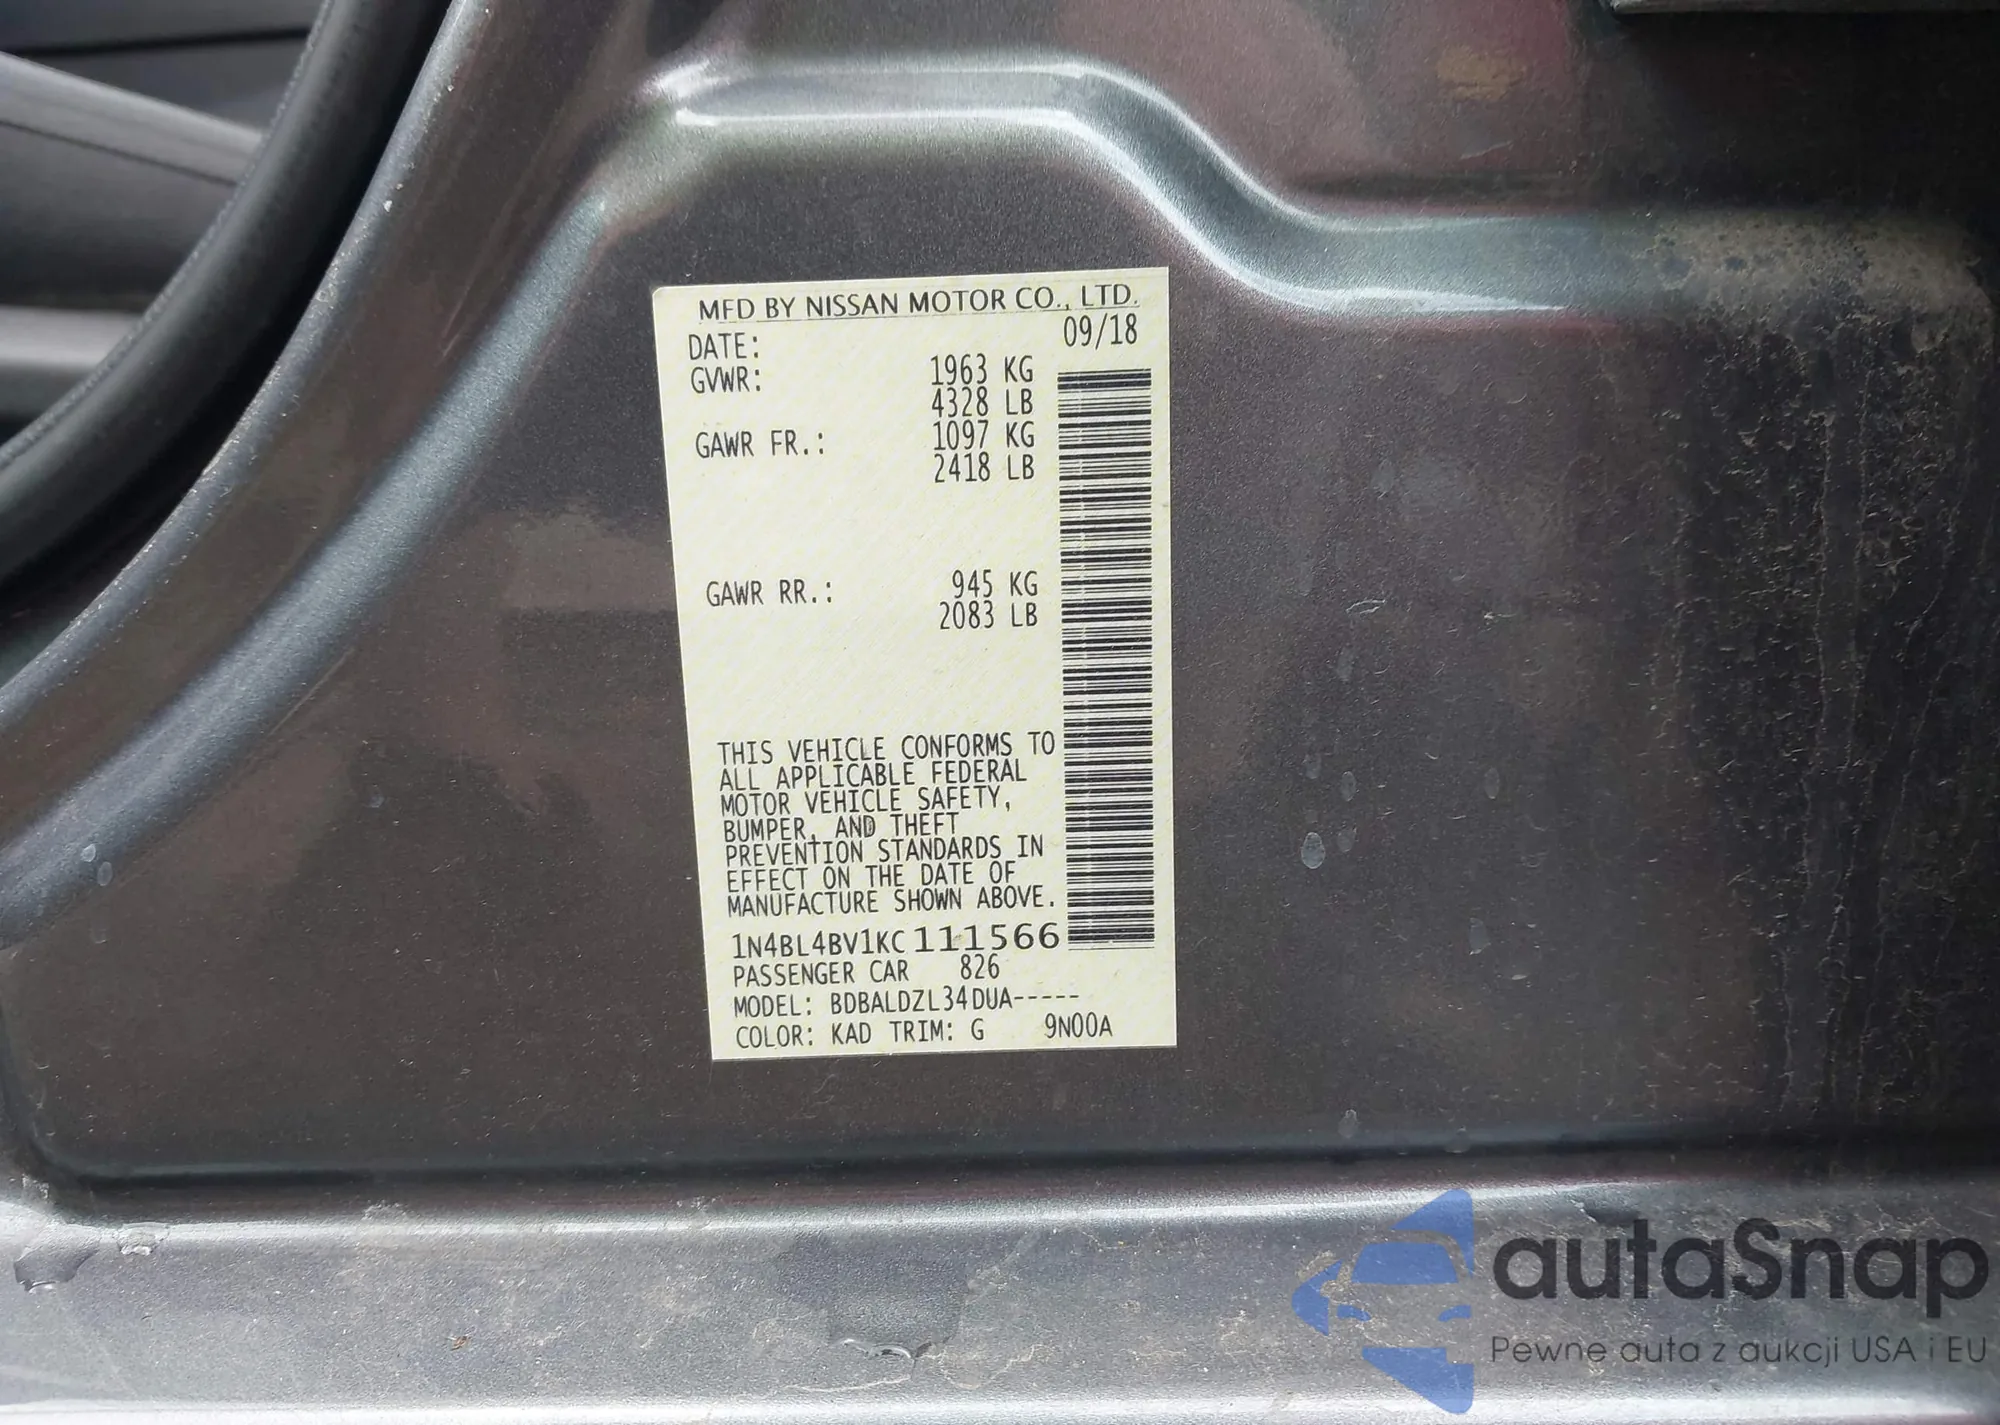 MFD BY NISSAN MOTOR CO., LTD.
DATE: 09/18
GVWR: 1963 KG
4328 LB
GAWR FR.: 1097 KG
2418 LB
GAWR RR.: 945 KG
2083 LB
THIS VEHICLE CONFORMS TO
ALL APPLICABLE FEDERAL
MOTOR VEHICLE SAFETY,
BUMPER, AND THEFT
PREVENTION STANDARDS IN
EFFECT ON THE DATE OF
MANUFACTURE SHOWN ABOVE.
1N4BL4BV1KC111566
PASSENGER CAR 826
MODEL: BDBALDZL34DUA-----
COLOR: KAD TRIM: G 9N00A
autaSnap
Pewne auta z aukcji USA i EU